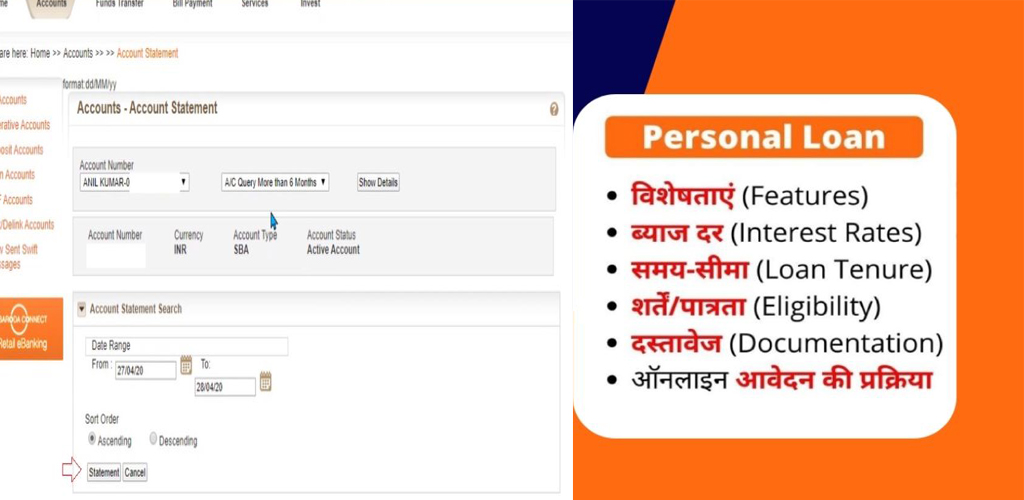 Accounts Funds Transfer Bill Payment Services Invest
are here: Home >> Accounts >> >> Account Statement
format:dd/MM/yy
Accounts - Account Statement
Accounts
Accounts
Accounts
Accounts
Accounts
/Delink Accounts
Sent Swift
BARODA CONNECT
Retail eBanking
Account Number
ANIL KUMAR-0
A/C Query More than 6 Months
Show Details
Account Number Currency Account Type Account Status
INR SBA Active Account
Account Statement Search
Date Range
From : 27/04/20 To: 28/04/20
Sort Order
Ascending Descending
Statement Cancel
Personal Loan
• विशेषताएं (Features)
• ब्याज दर (Interest Rates)
• समय-सीमा (Loan Tenure)
• शर्तें/पात्रता (Eligibility)
• दस्तावेज (Documentation)
• ऑनलाइन आवेदन की प्रक्रिया